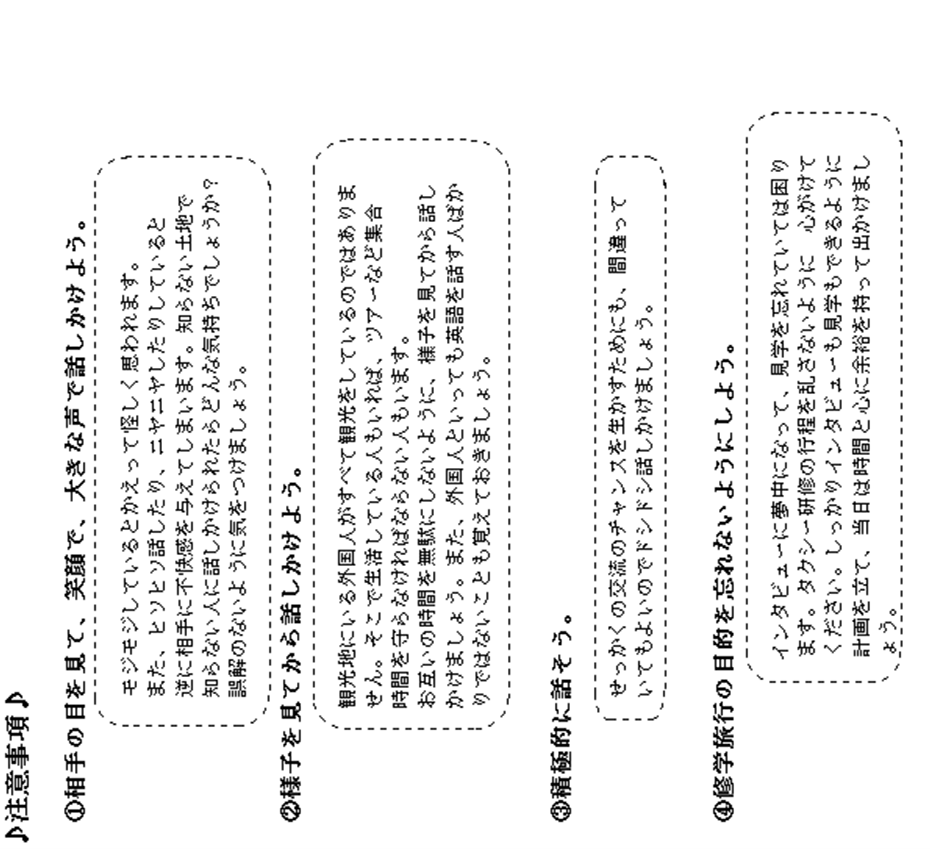 ♪注意事項♪
①相手の目を見て、笑顔で、大きな声で話しかけよう。
モジモジしているとかえって怪しく思われます。
また、ヒソヒソ話したり、ニヤニヤしたりしていると
逆に相手に不快感を与えてしまいます。知らない土地で
知らない人に話しかけられたらどんな気持ちでしょうか?
誤解のないように気をつけましょう。
②様子を見てから話しかけよう。
観光地にいる外国人がすべて観光をしているのではありま
せん。そこで生活している人もいれば、ツアーなど集合
時間を守らなければならない人もいます。
お互いの時間を無駄にしないように、様子を見てから話し
かけましょう。また、外国人といっても英語を話す人ばか
りではないことも覚えておきましょう。
③積極的に話そう。
せっかくの交流のチャンスを生かすためにも、間違って
いてもよいのでドシドシ話しかけましょう。
④修学旅行の目的を忘れないようにしよう。
インタビューに夢中になって、見学を忘れていては困り
ます。タクシー研修の行程を乱さないように 心がけて
ください。しっかりインタビューも見学もできるように
計画を立て、当日は時間と心に余裕を持って出かけまし
ょう。